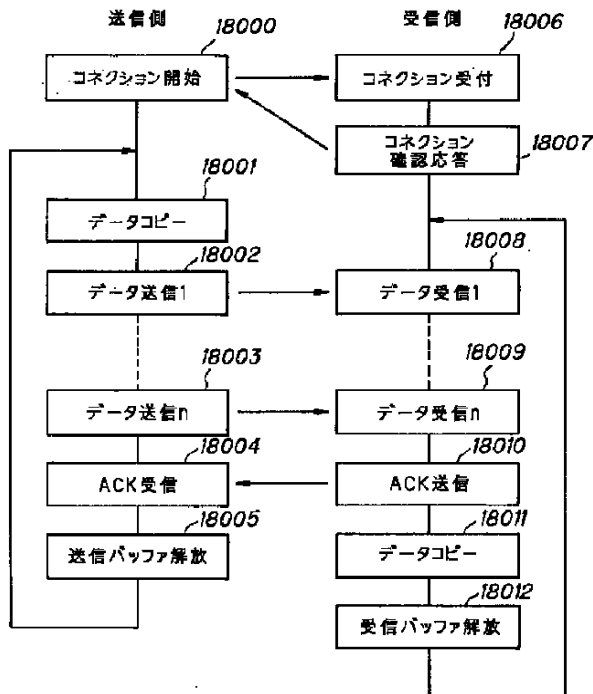 送信側
受信側
18000
18006
コネクション開始
コネクション受付
コネクション
確認応答
18007
18001
データコピー
18002
18008
データ送信1
データ受信1
18003
18009
データ送信n
データ受信n
18004
18010
ACK受信
ACK送信
18005
18011
送信バッファ解放
データコピー
18012
受信バッファ解放